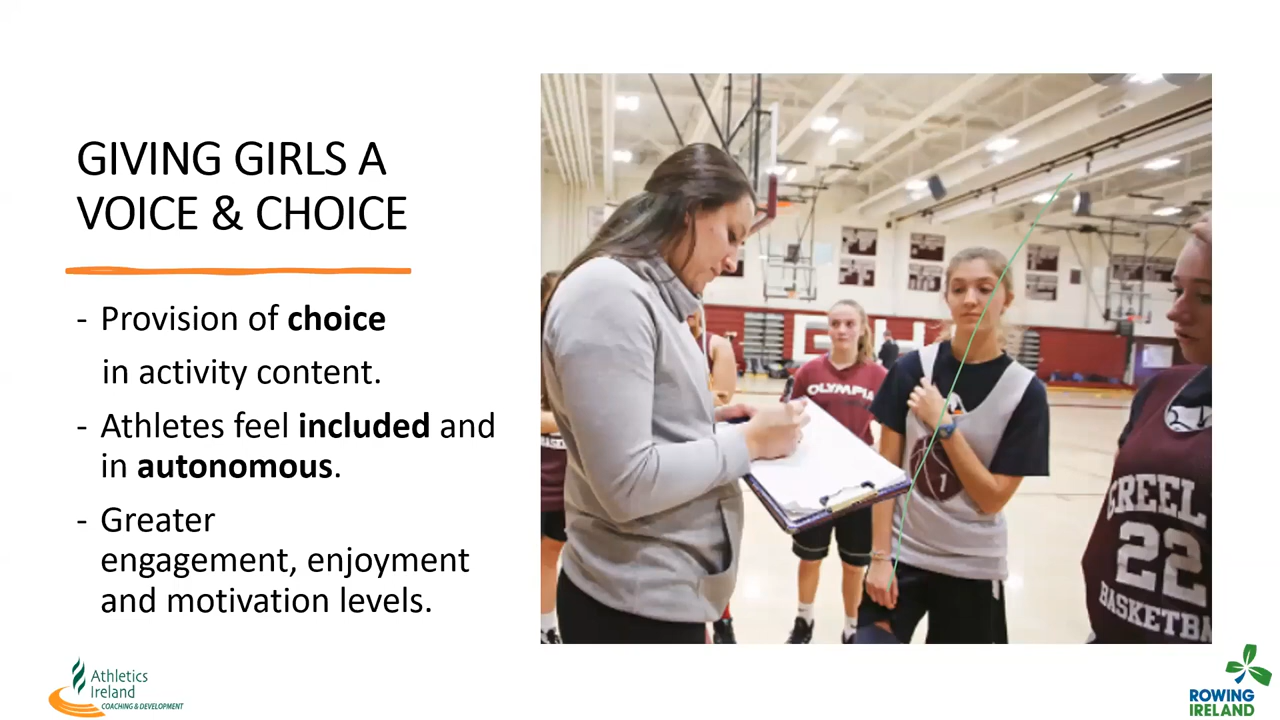 GIVING GIRLS A
VOICE & CHOICE
- Provision of choice
in activity content.
- Athletes feel included and
in autonomous.
- Greater
engagement, enjoyment
and motivation levels.
OLYMPIA
1
GREEL
22
BASKETB
Athletics
Ireland
COACHING & DEVELOPMENT
ROWING
IRELAND